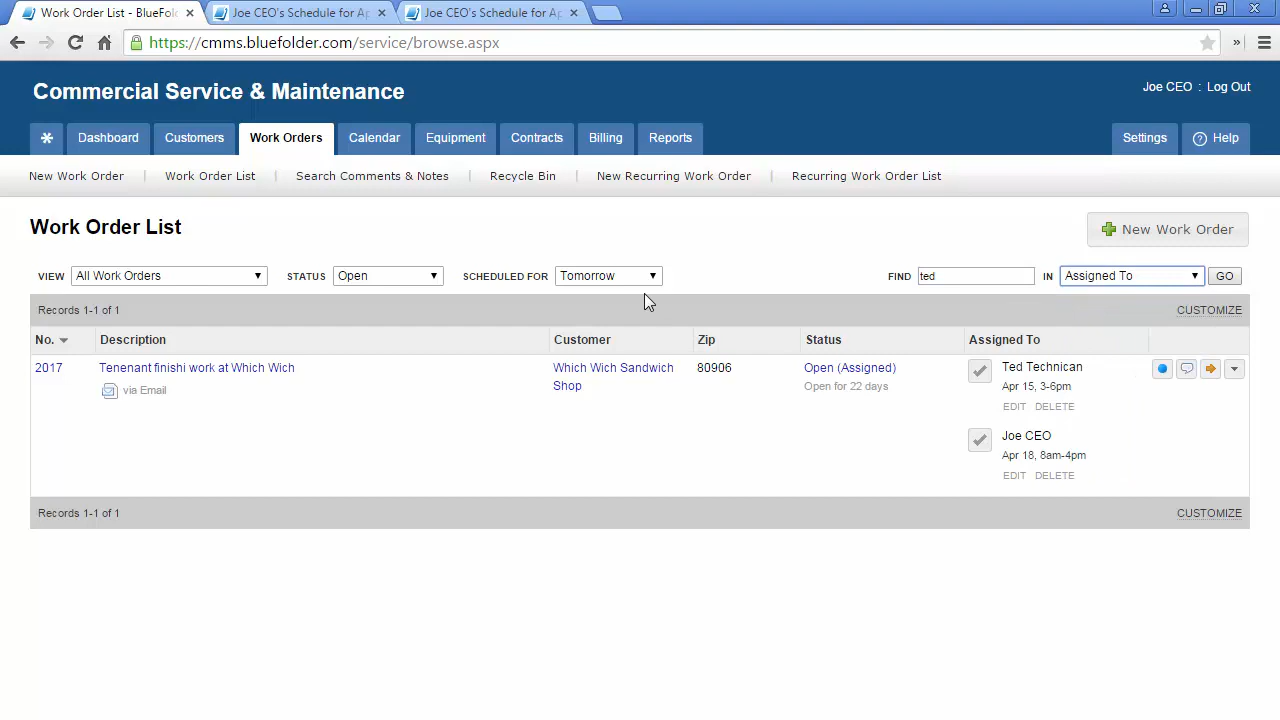 Work Order List - BlueFol
Joe CEO's Schedule for Ap
Joe CEO's Schedule for Ap
https://cmms.bluefolder.com/service/browse.aspx
Commercial Service & Maintenance
Joe CEO : Log Out
Dashboard Customers Work Orders Calendar Equipment Contracts Billing Reports Settings Help
New Work Order Work Order List Search Comments & Notes Recycle Bin New Recurring Work Order Recurring Work Order List
Work Order List
New Work Order
VIEW All Work Orders STATUS Open SCHEDULED FOR Tomorrow FIND ted IN Assigned To GO
Records 1-1 of 1 CUSTOMIZE
No. Description Customer Zip Status Assigned To
2017 Tenenant finishi work at Which Wich Which Wich Sandwich 80906 Open (Assigned) Ted Technican
via Email Shop Open for 22 days Apr 15, 3-6pm
EDIT DELETE
Joe CEO
Apr 18, 8am-4pm
EDIT DELETE
Records 1-1 of 1 CUSTOMIZE